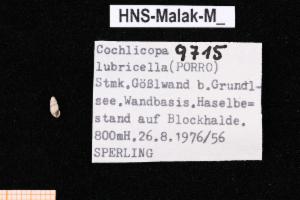 HNS-Malak-M_
Cochlicopa 9715
lubricella(PORRO)
Stmk.Gößlwand b.Grundl-
see.Wandbasis.Haselbe=
stand auf Blockhalde.
800mH.26.8.1976/56
SPERLING